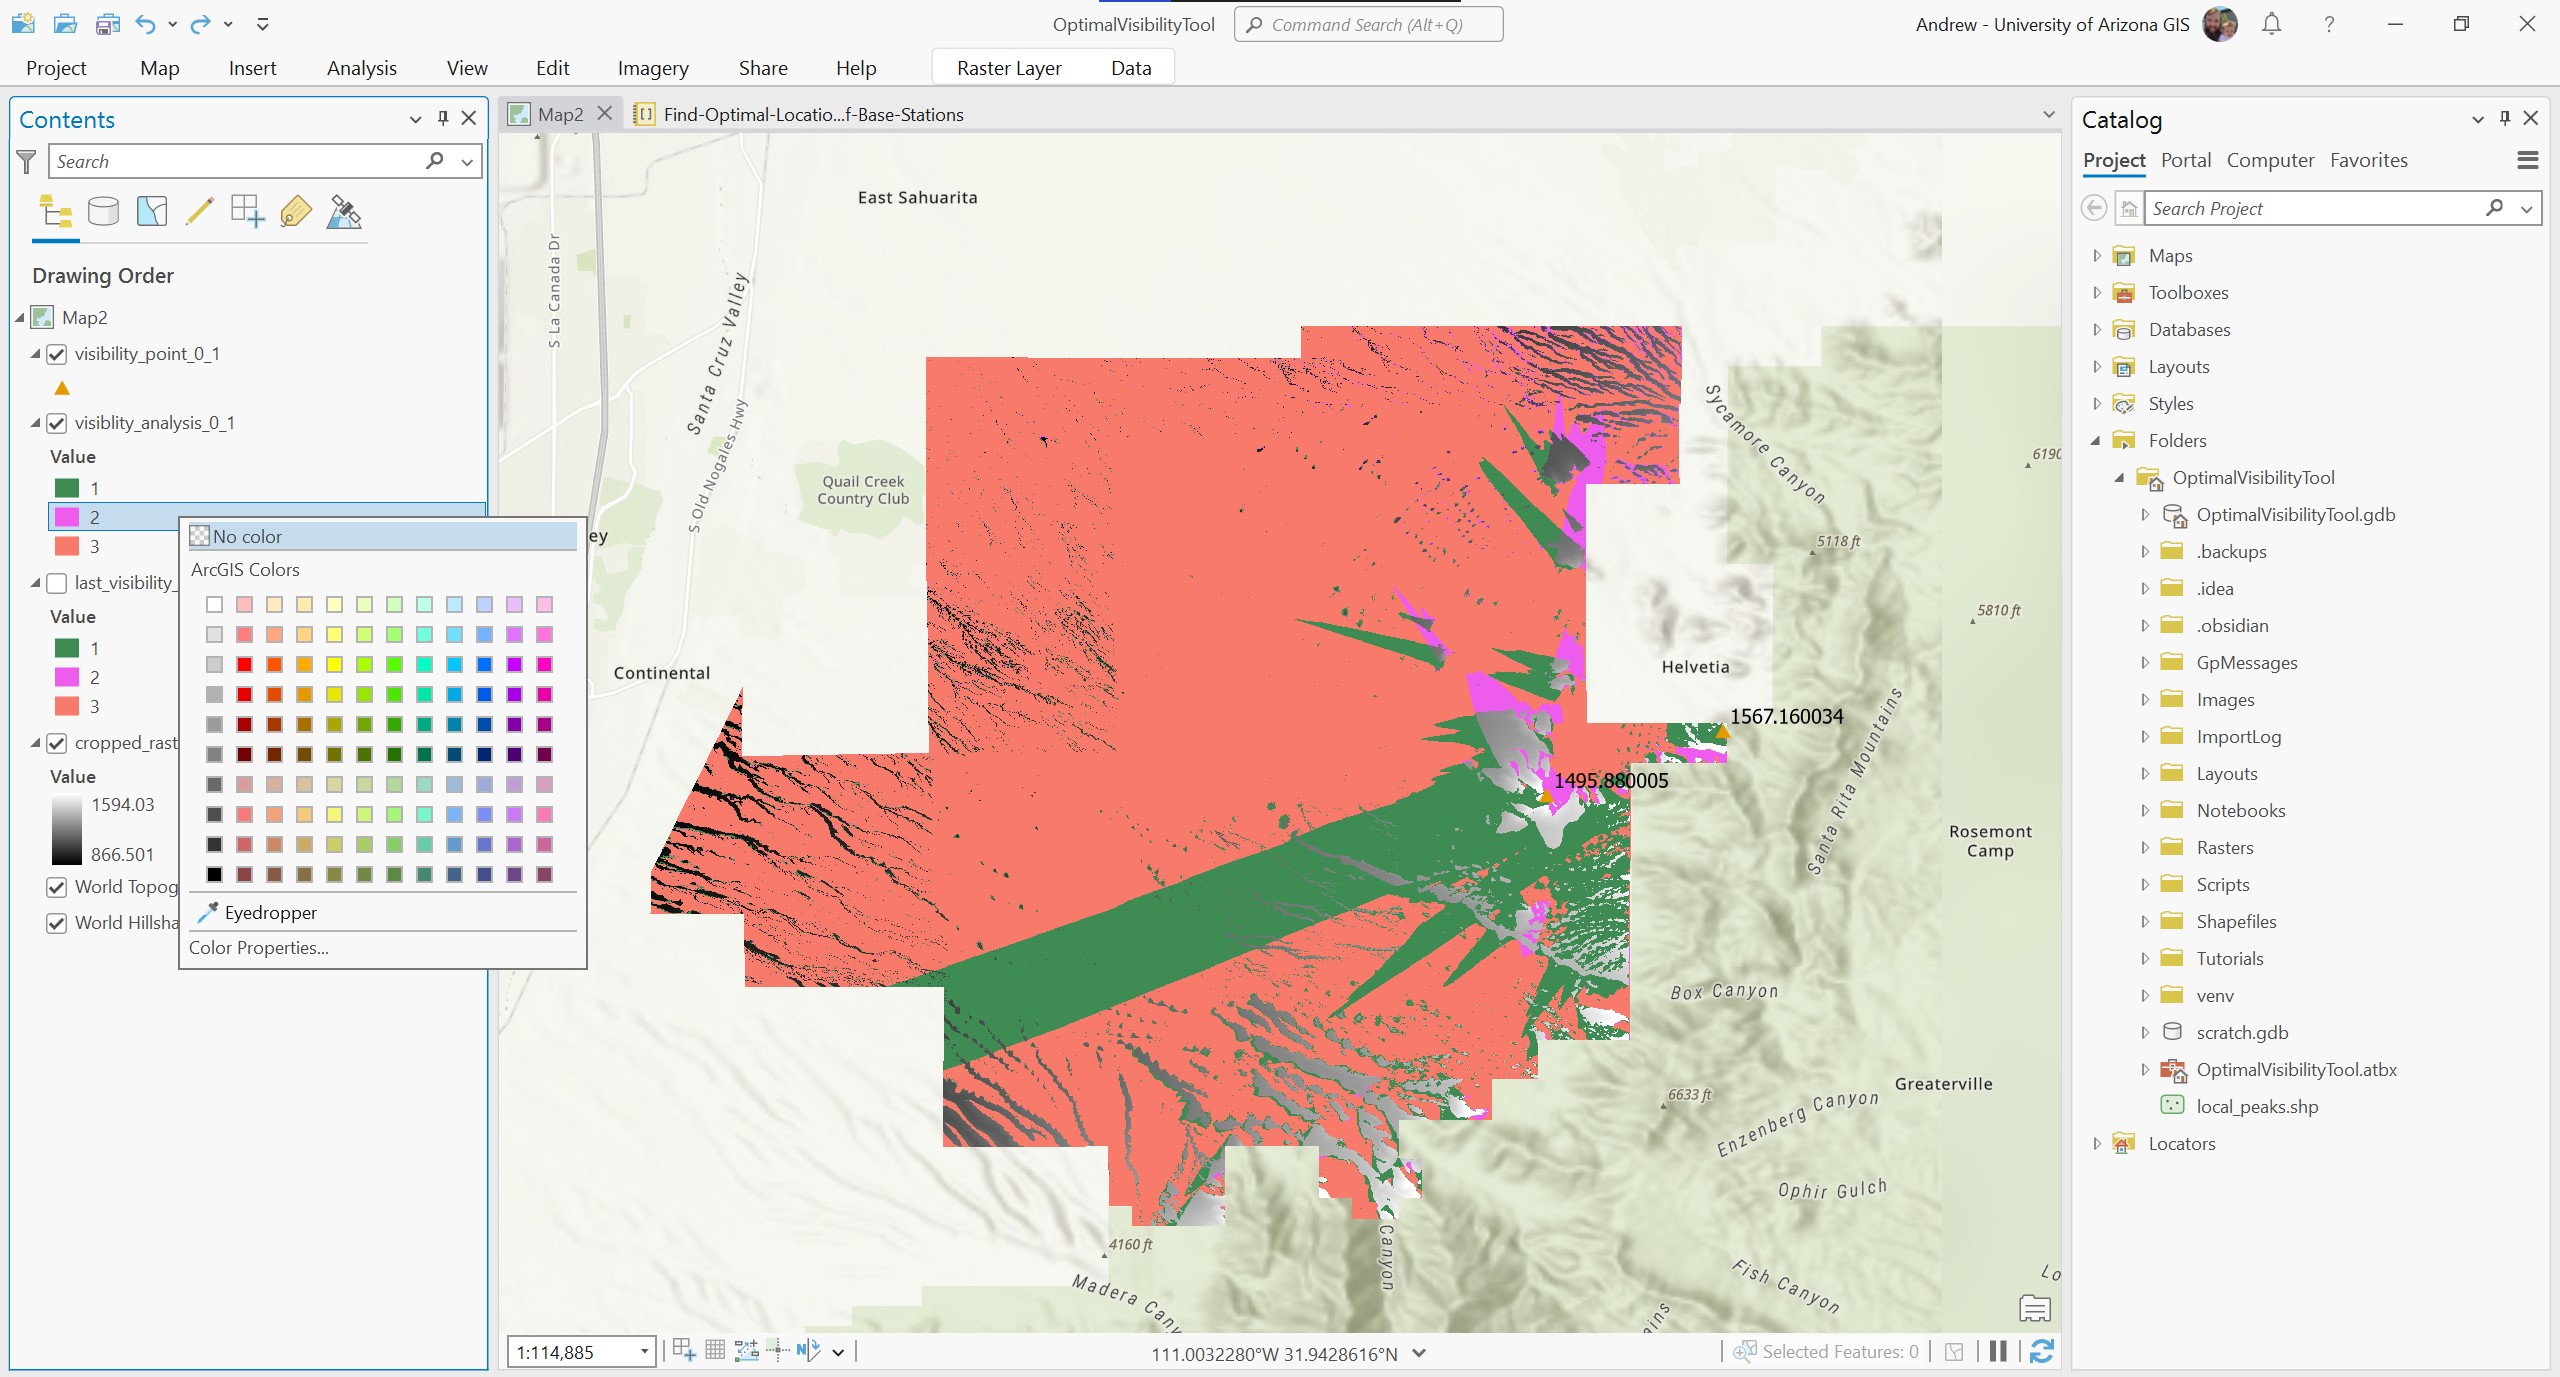 OptimalVisibilityTool
Command Search (Alt+Q)
Andrew - University of Arizona GIS
Project Map Insert Analysis View Edit Imagery Share Help Raster Layer Data
Contents
Search
Drawing Order
Map2
visibility_point_0_1
visiblity_analysis_0_1
Value
1
2
3
last_visibility_
Value
1
2
3
cropped_rast
Value
1594.03
866.501
World Topog
World Hillsha
No color
ArcGIS Colors
Eyedropper
Color Properties...
Map2
Find-Optimal-Locatio...f-Base-Stations
East Sahuarita
S La Canada Dr
Santa Cruz Valley
S Old Nogales Hwy
Quail Creek
Country Club
ey
Continental
Sycamore Canyon
6190
5118 ft
5810 ft
Helvetia
1567.160034
1495.880005
Santa Rita Mountains
Rosemont
Camp
Box Canyon
Greaterville
6633 ft
Enzenberg Canyon
Ophir Gulch
4160 ft
Canyon
Madera Cany
Fish Canyon
Lo
ains
1:114,885
111.0032280°W 31.9428616°N
Selected Features: 0
Catalog
Project Portal Computer Favorites
Search Project
Maps
Toolboxes
Databases
Layouts
Styles
Folders
OptimalVisibilityTool
OptimalVisibilityTool.gdb
.backups
.idea
.obsidian
GpMessages
Images
ImportLog
Layouts
Notebooks
Rasters
Scripts
Shapefiles
Tutorials
venv
scratch.gdb
OptimalVisibilityTool.atbx
local_peaks.shp
Locators